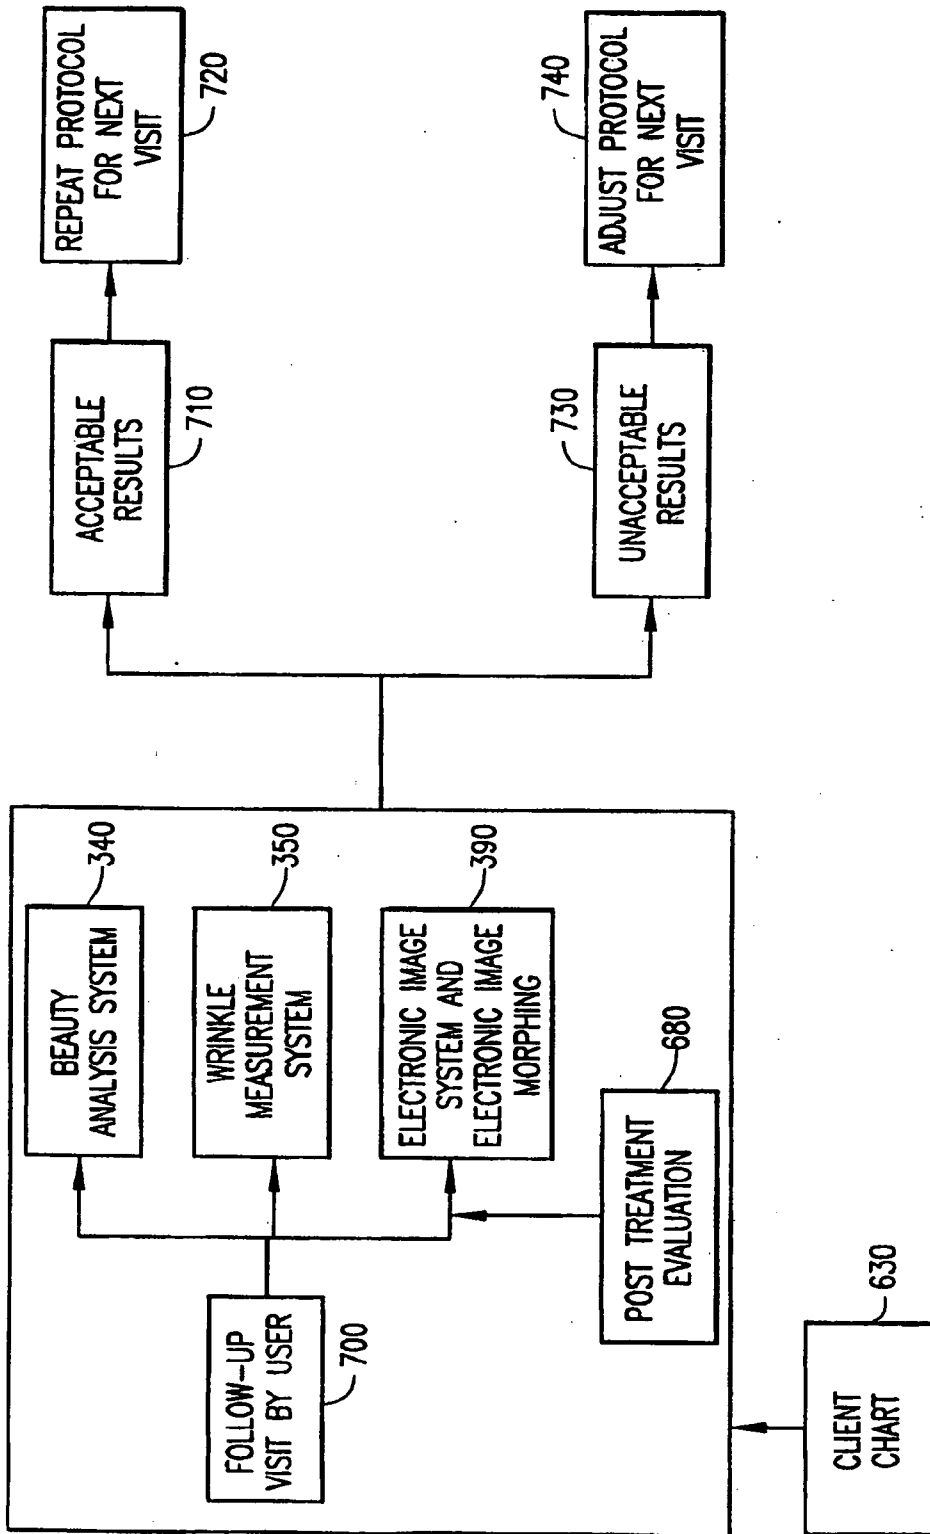 FOLLOW-UP
VISIT BY USER
700
BEAUTY
ANALYSIS SYSTEM
340
WRINKLE
MEASUREMENT
SYSTEM
350
ELECTRONIC IMAGE
SYSTEM AND
ELECTRONIC IMAGE
MORPHING
390
POST TREATMENT
EVALUATION
680
CLIENT
CHART
630
ACCEPTABLE
RESULTS
710
REPEAT PROTOCOL
FOR NEXT
VISIT
720
UNACCEPTABLE
RESULTS
730
ADJUST PROTOCOL
FOR NEXT
VISIT
740